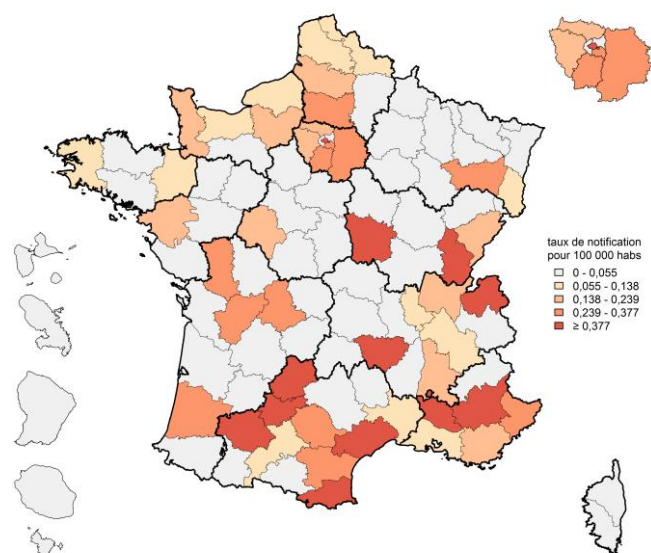 taux de notification
pour 100 000 habs
0 - 0,055
0,055 - 0,138
0,138 - 0,239
0,239 - 0,377
≥ 0,377